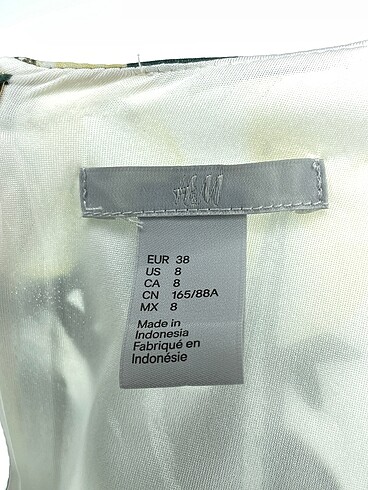 H&M
EUR 38
US 8
CA 8
CN 165/88A
MX 8
Made in
Indonesia
Fabriqué en
Indonésie